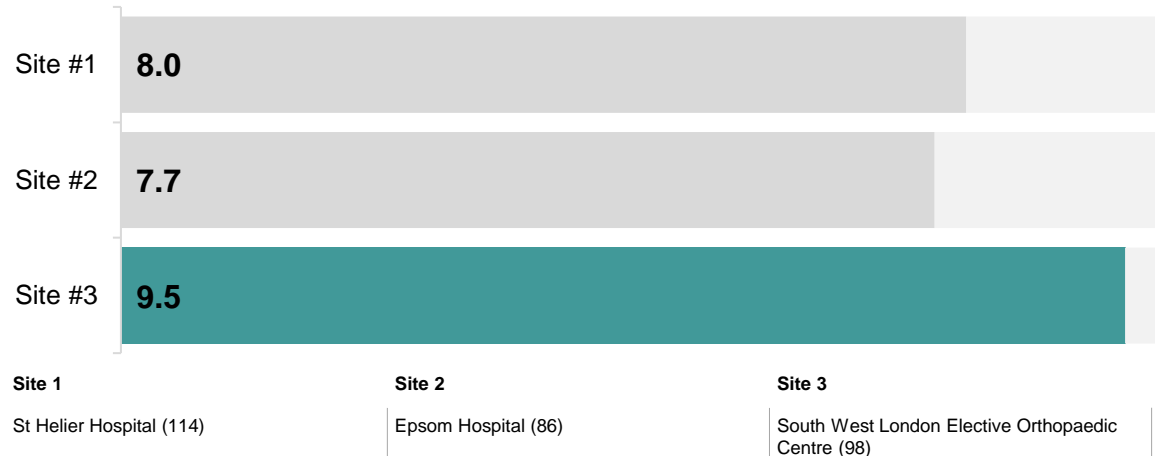 Site #1
8.0
Site #2
7.7
Site #3
9.5
Site 1
Site 2
Site 3
St Helier Hospital (114)
Epsom Hospital (86)
South West London Elective Orthopaedic
Centre (98)